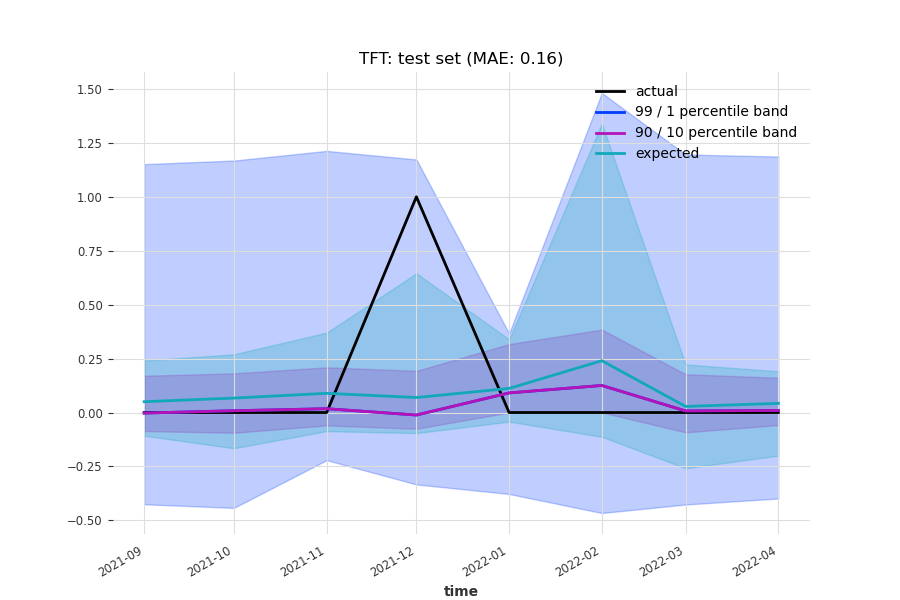 TFT: test set (MAE: 0.16)
actual
99 / 1 percentile band
90 / 10 percentile band
expected
1.50
1.25
1.00
0.75
0.50
0.25
0.00
−0.25
−0.50
2021-09
2021-10
2021-11
2021-12
2022-01
2022-02
2022-03
2022-04
time